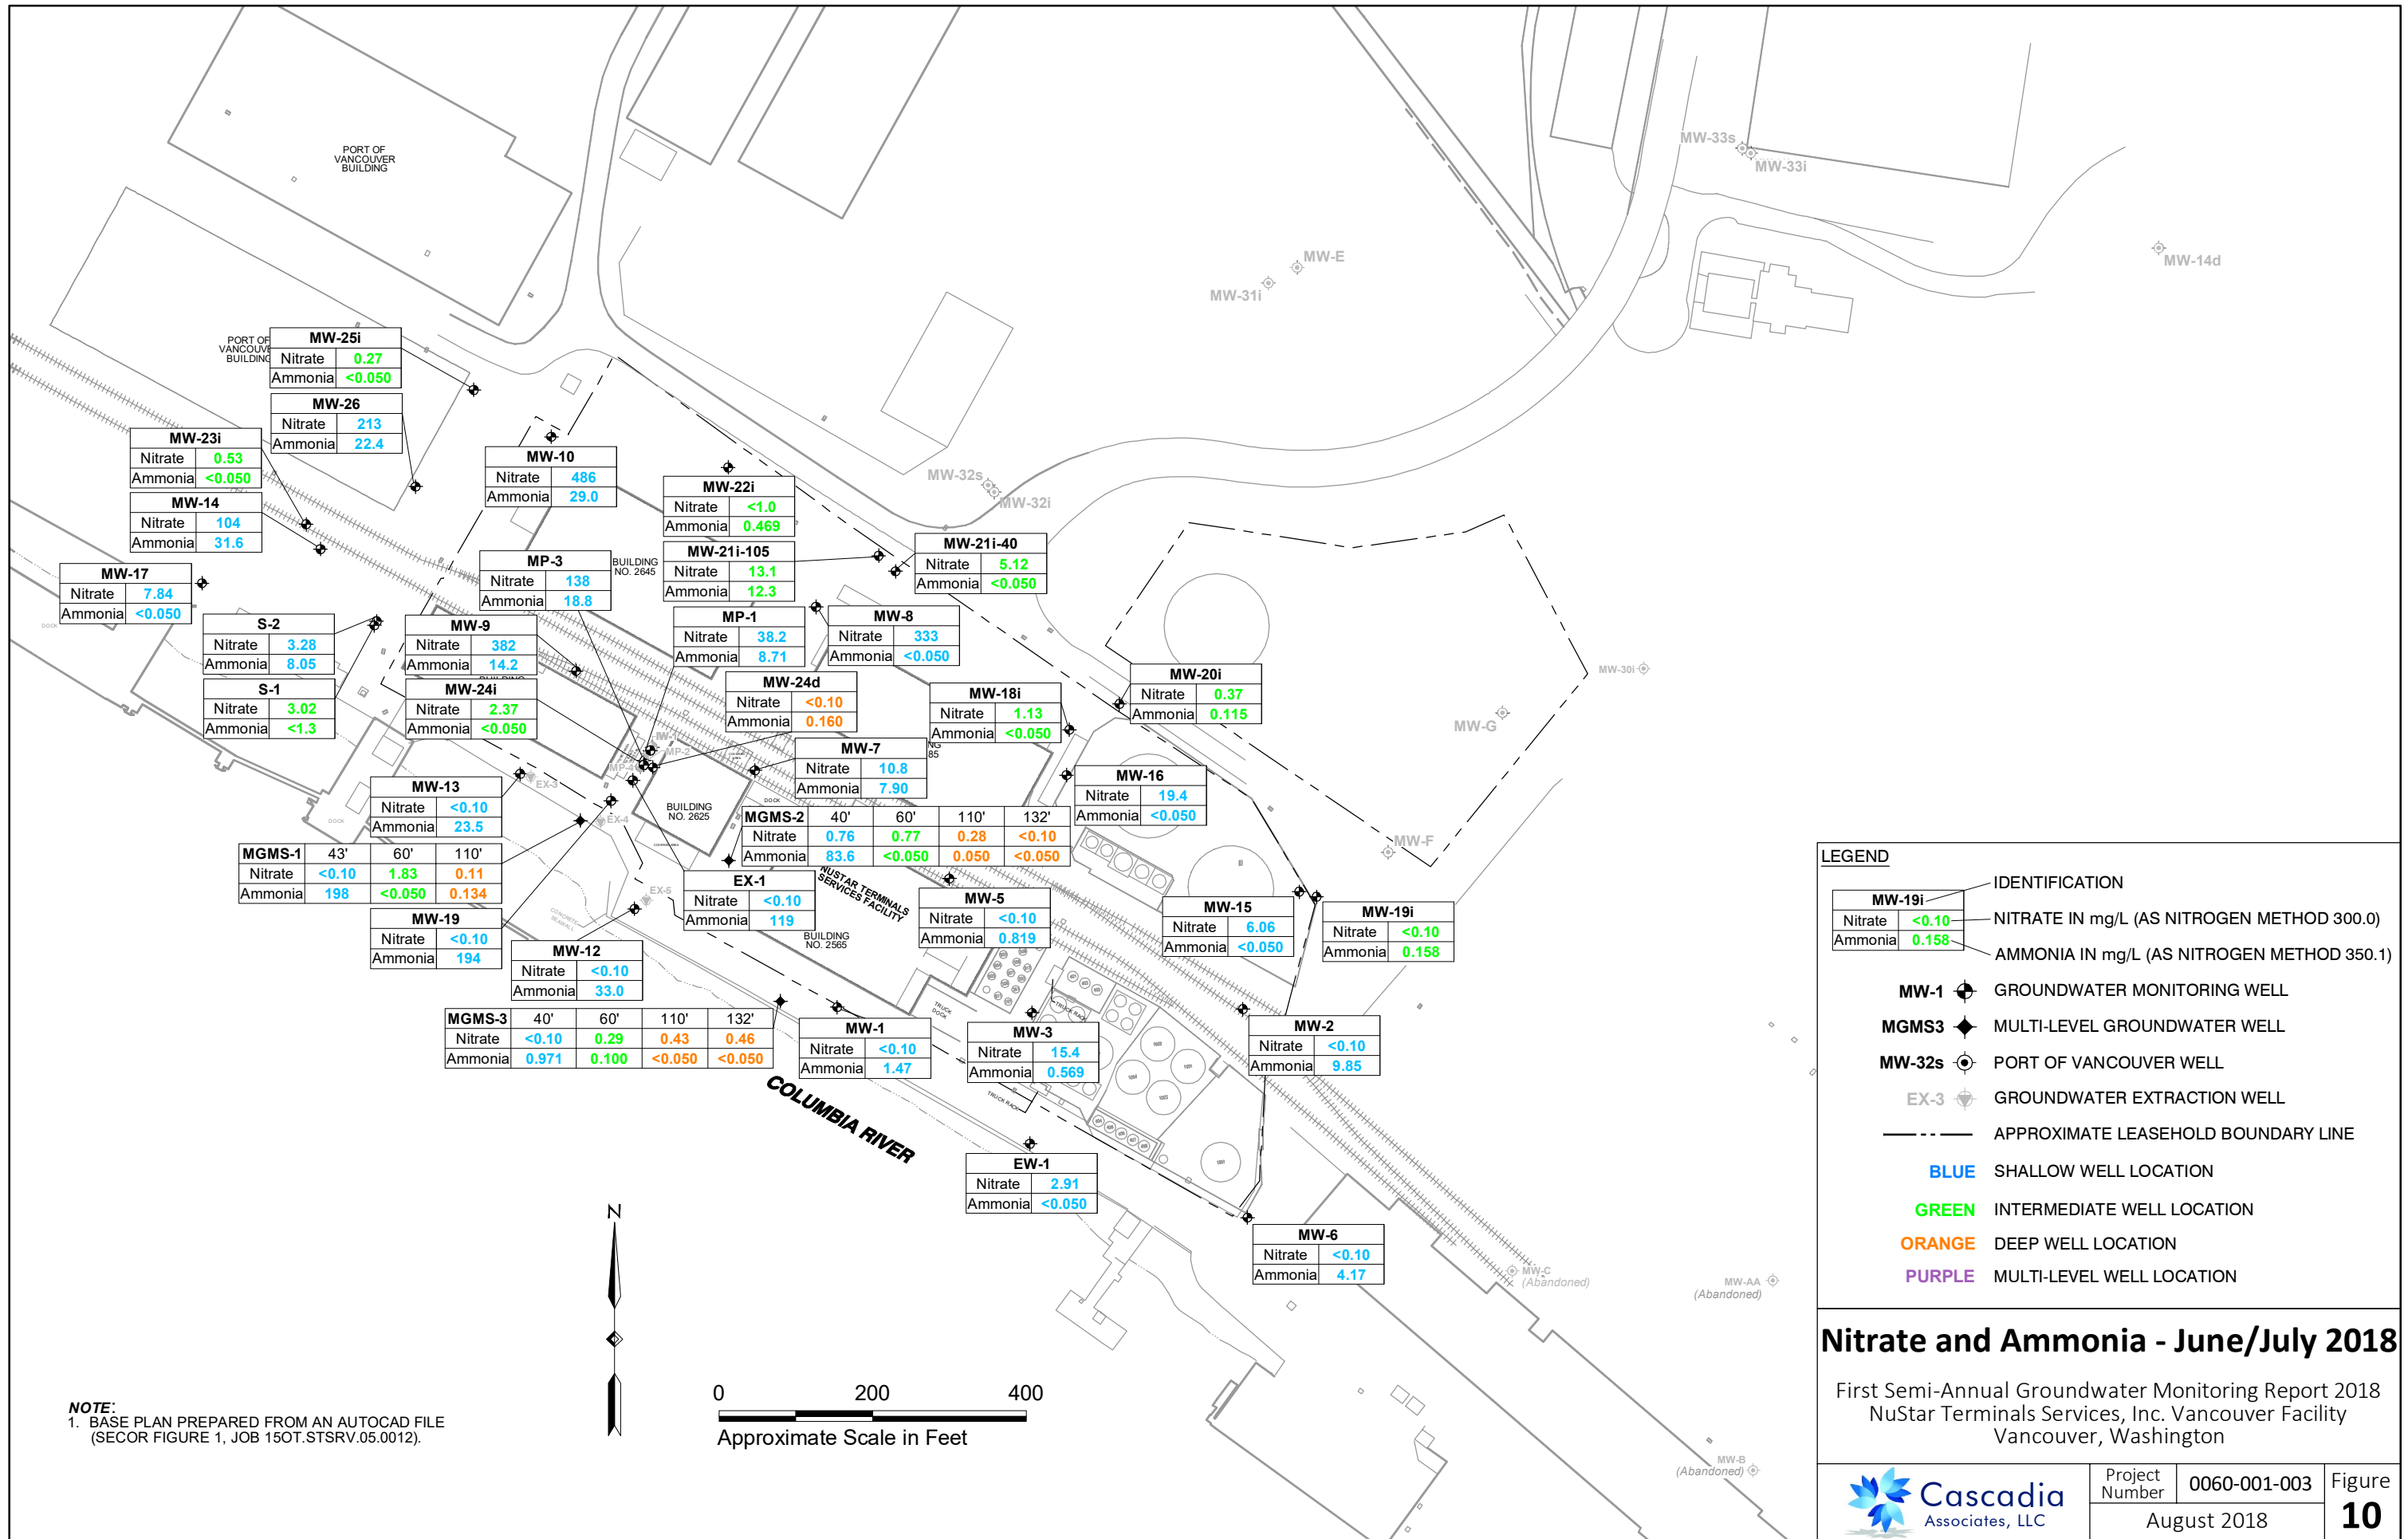 PORT OF
VANCOUVER
BUILDING
MW-33s
MW-33i
MW-E
MW-31i
MW-14d
PORT OF
VANCOUVE
BUILDING
MW-25i
Nitrate 0.27
Ammonia <0.050
MW-26
Nitrate 213
Ammonia 22.4
MW-23i
Nitrate 0.53
Ammonia <0.050
MW-14
Nitrate 104
Ammonia 31.6
MW-10
Nitrate 486
Ammonia 29.0
MW-22i
Nitrate <1.0
Ammonia 0.469
MW-32s
MW-32i
MW-21i-105
Nitrate 13.1
Ammonia 12.3
MW-21i-40
Nitrate 5.12
Ammonia <0.050
MP-3
Nitrate 138
Ammonia 18.8
BUILDING
NO. 2645
MW-17
Nitrate 7.84
Ammonia <0.050
DOCK
S-2
Nitrate 3.28
Ammonia 8.05
MW-9
Nitrate 382
Ammonia 14.2
MP-1
Nitrate 38.2
Ammonia 8.71
MW-8
Nitrate 333
Ammonia <0.050
S-1
Nitrate 3.02
Ammonia <1.3
MW-24i
Nitrate 2.37
Ammonia <0.050
MW-24d
Nitrate <0.10
Ammonia 0.160
MW-18i
Nitrate 1.13
Ammonia <0.050
MW-20i
Nitrate 0.37
Ammonia 0.115
MW-30i
MW-G
MP-2
MP-4
MW-7
Nitrate 10.8
Ammonia 7.90
NG
85
MW-13
Nitrate <0.10
Ammonia 23.5
EX-3
EX-4
DOCK
BUILDING
NO. 2625
DOCK
MW-16
Nitrate 19.4
Ammonia <0.050
MGMS-2 40' 60' 110' 132'
Nitrate 0.76 0.77 0.28 <0.10
Ammonia 83.6 <0.050 0.050 <0.050
MW-F
MGMS-1 43' 60' 110'
Nitrate <0.10 1.83 0.11
Ammonia 198 <0.050 0.134
EX-1
Nitrate <0.10
Ammonia 119
EX-5
NUSTAR TERMINALS
SERVICES FACILITY
BUILDING
NO. 2565
MW-5
Nitrate <0.10
Ammonia 0.819
MW-15
Nitrate 6.06
Ammonia <0.050
MW-19i
Nitrate <0.10
Ammonia 0.158
MW-19
Nitrate <0.10
Ammonia 194
CONCRETE
SEAWALL
MW-12
Nitrate <0.10
Ammonia 33.0
MGMS-3 40' 60' 110' 132'
Nitrate <0.10 0.29 0.43 0.46
Ammonia 0.971 0.100 <0.050 <0.050
TRUCK
DOCK
TRUCK RACK
MW-1
Nitrate <0.10
Ammonia 1.47
MW-3
Nitrate 15.4
Ammonia 0.569
MW-2
Nitrate <0.10
Ammonia 9.85
TRUCK RACK
COLUMBIA RIVER
EW-1
Nitrate 2.91
Ammonia <0.050
MW-6
Nitrate <0.10
Ammonia 4.17
MW-C
(Abandoned)
MW-AA
(Abandoned)
MW-B
(Abandoned)
N
0 200 400
Approximate Scale in Feet
NOTE:
1. BASE PLAN PREPARED FROM AN AUTOCAD FILE
(SECOR FIGURE 1, JOB 15OT.STSRV.05.0012).
LEGEND
MW-19i
Nitrate <0.10
Ammonia 0.158
IDENTIFICATION
NITRATE IN mg/L (AS NITROGEN METHOD 300.0)
AMMONIA IN mg/L (AS NITROGEN METHOD 350.1)
MW-1 GROUNDWATER MONITORING WELL
MGMS3 MULTI-LEVEL GROUNDWATER WELL
MW-32s PORT OF VANCOUVER WELL
EX-3 GROUNDWATER EXTRACTION WELL
APPROXIMATE LEASEHOLD BOUNDARY LINE
BLUE SHALLOW WELL LOCATION
GREEN INTERMEDIATE WELL LOCATION
ORANGE DEEP WELL LOCATION
PURPLE MULTI-LEVEL WELL LOCATION
Nitrate and Ammonia - June/July 2018
First Semi-Annual Groundwater Monitoring Report 2018
NuStar Terminals Services, Inc. Vancouver Facility
Vancouver, Washington
Cascadia
Associates, LLC
Project
Number
0060-001-003
August 2018
Figure
10